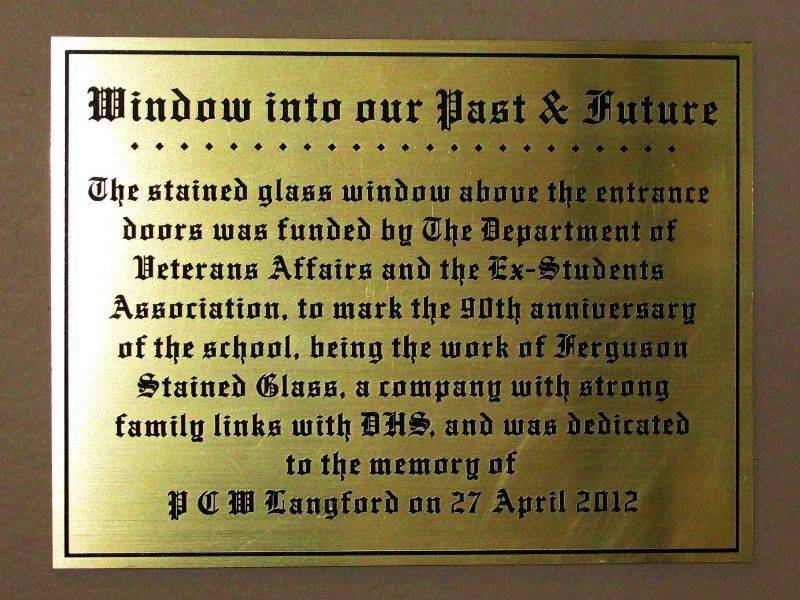 Window into our Past & Future
The stained glass window above the entrance
doors was funded by The Department of
Veterans Affairs and the Ex-Students
Association, to mark the 90th anniversary
of the school, being the work of Ferguson
Stained Glass, a company with strong
family links with DHS, and was dedicated
to the memory of
P C W Langford on 27 April 2012